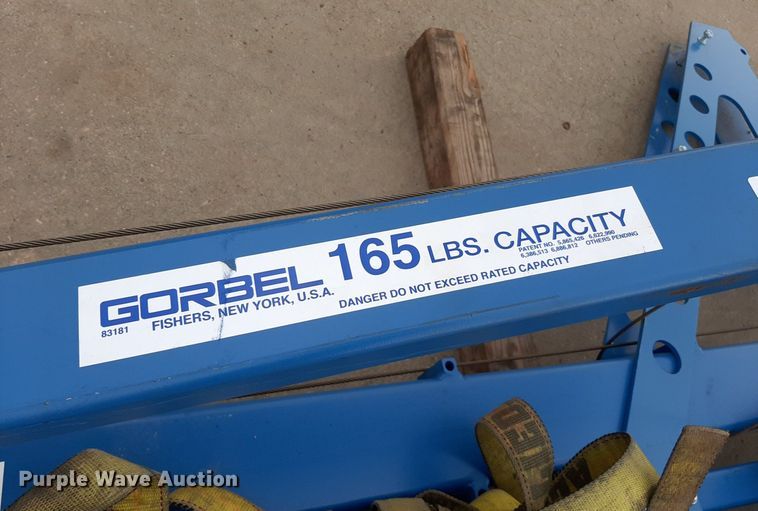 GORBEL 165 LBS. CAPACITY
PATENT NO. 5,865,426 6,622,990
6,386,513 6,886,812 OTHERS PENDING
83181 FISHERS, NEW YORK, U.S.A. DANGER DO NOT EXCEED RATED CAPACITY
Purple Wave Auction